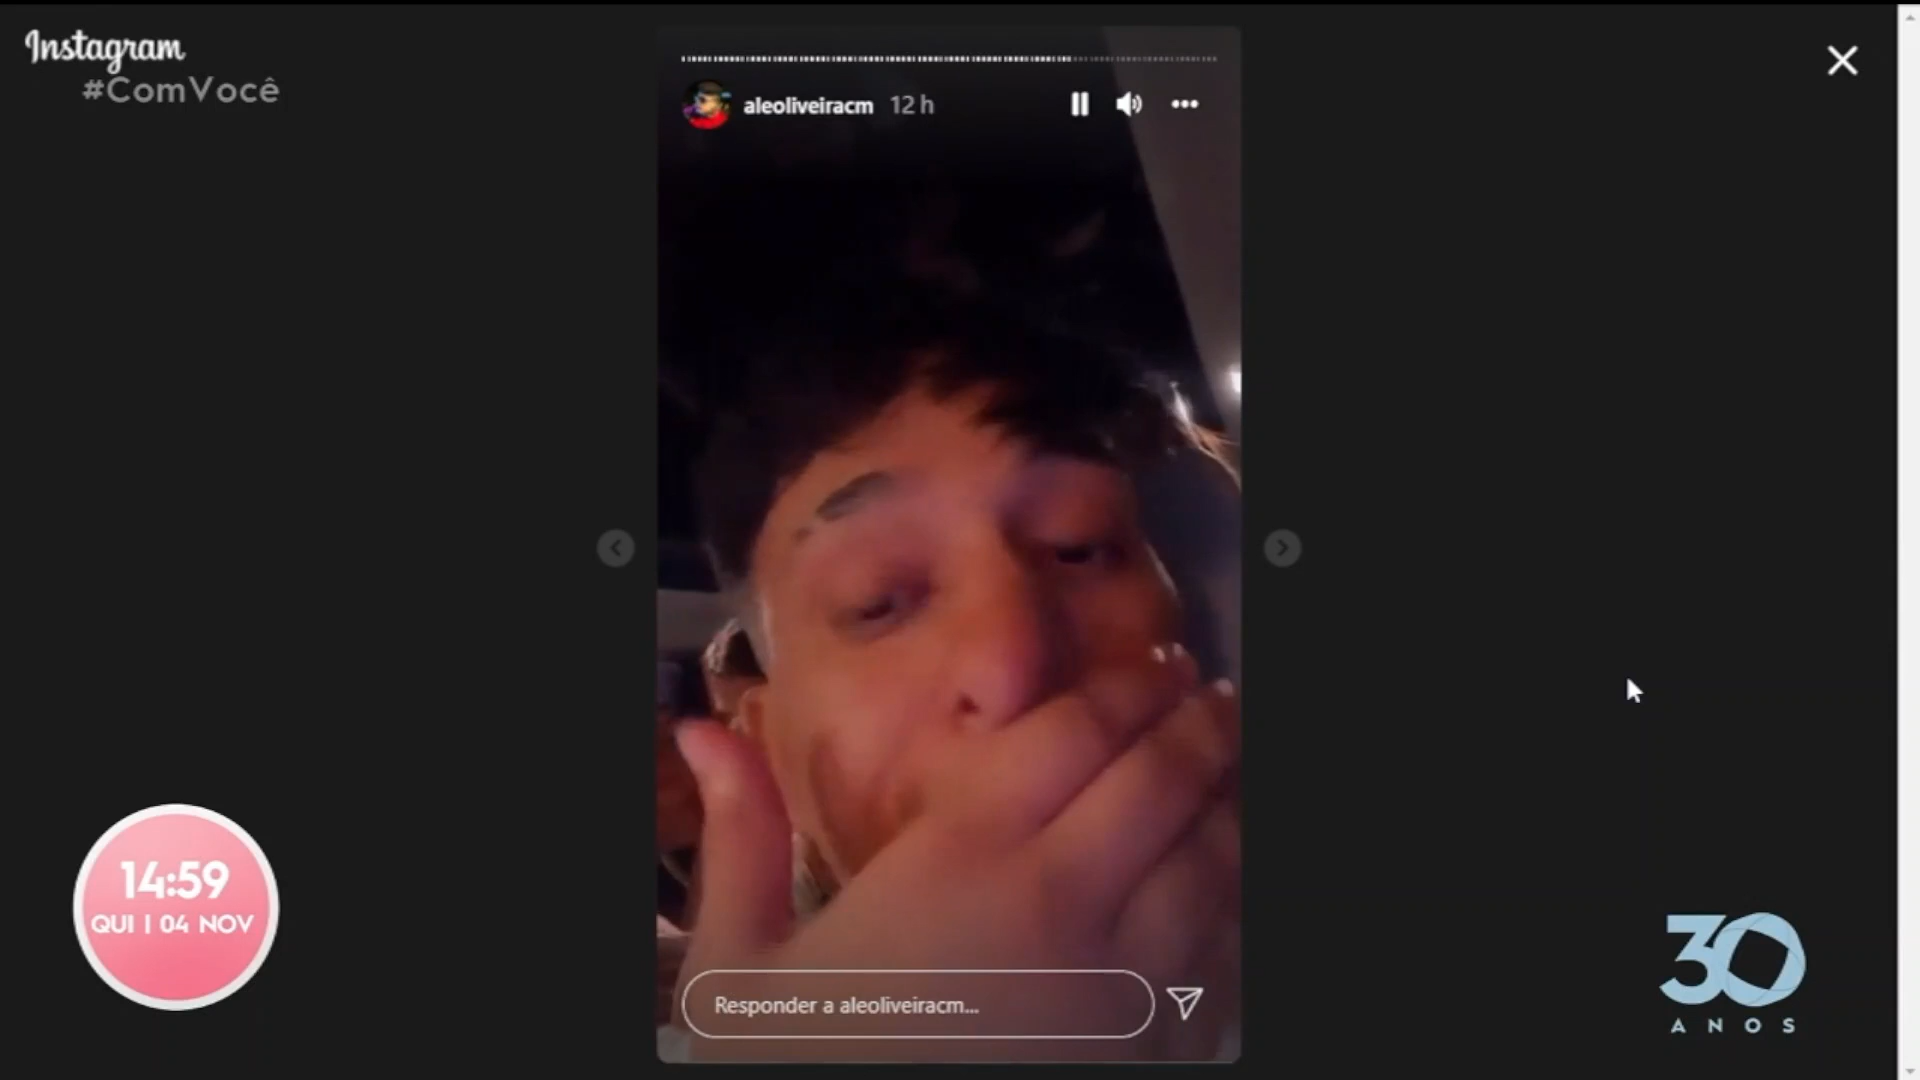 Instagram
#ComVocê
aleoliveiracm 12 h
14:59
QUI | 04 NOV
Responder a aleoliveiracm...
30
ANOS